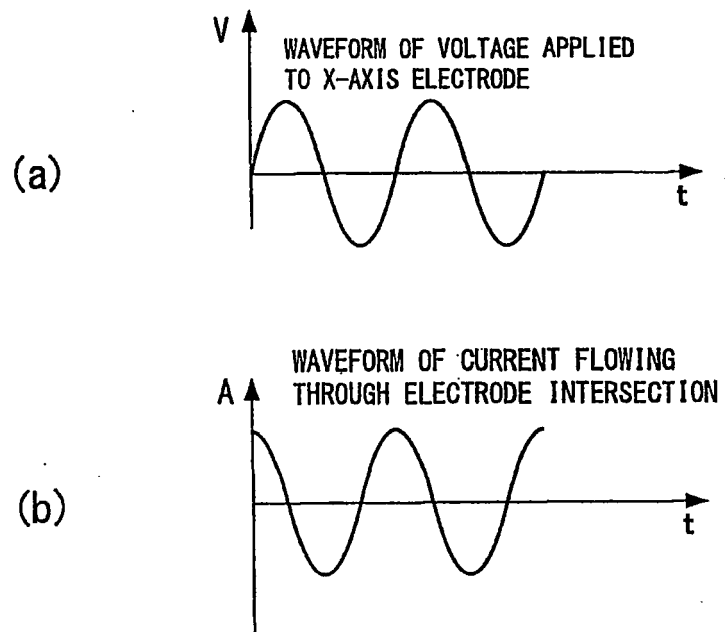 V
WAVEFORM OF VOLTAGE APPLIED
TO X-AXIS ELECTRODE
(a)
t
WAVEFORM OF CURRENT FLOWING
A THROUGH ELECTRODE INTERSECTION
(b)
t